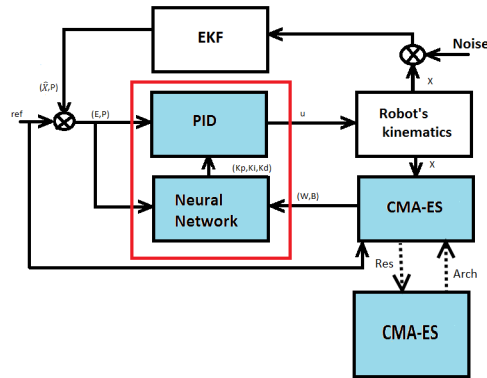 EKF
Noise
(X̂,P)
X
ref
(E,P)
PID
u
Robot's
kinematics
(Kp,Ki,Kd)
X
Neural
Network
(W,B)
CMA-ES
Res
Arch
CMA-ES